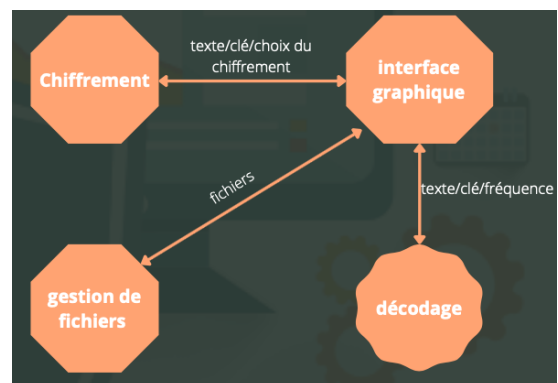 texte/clé/choix du
chiffrement
Chiffrement
interface
graphique
fichiers
texte/clé/fréquence
gestion de
fichiers
décodage